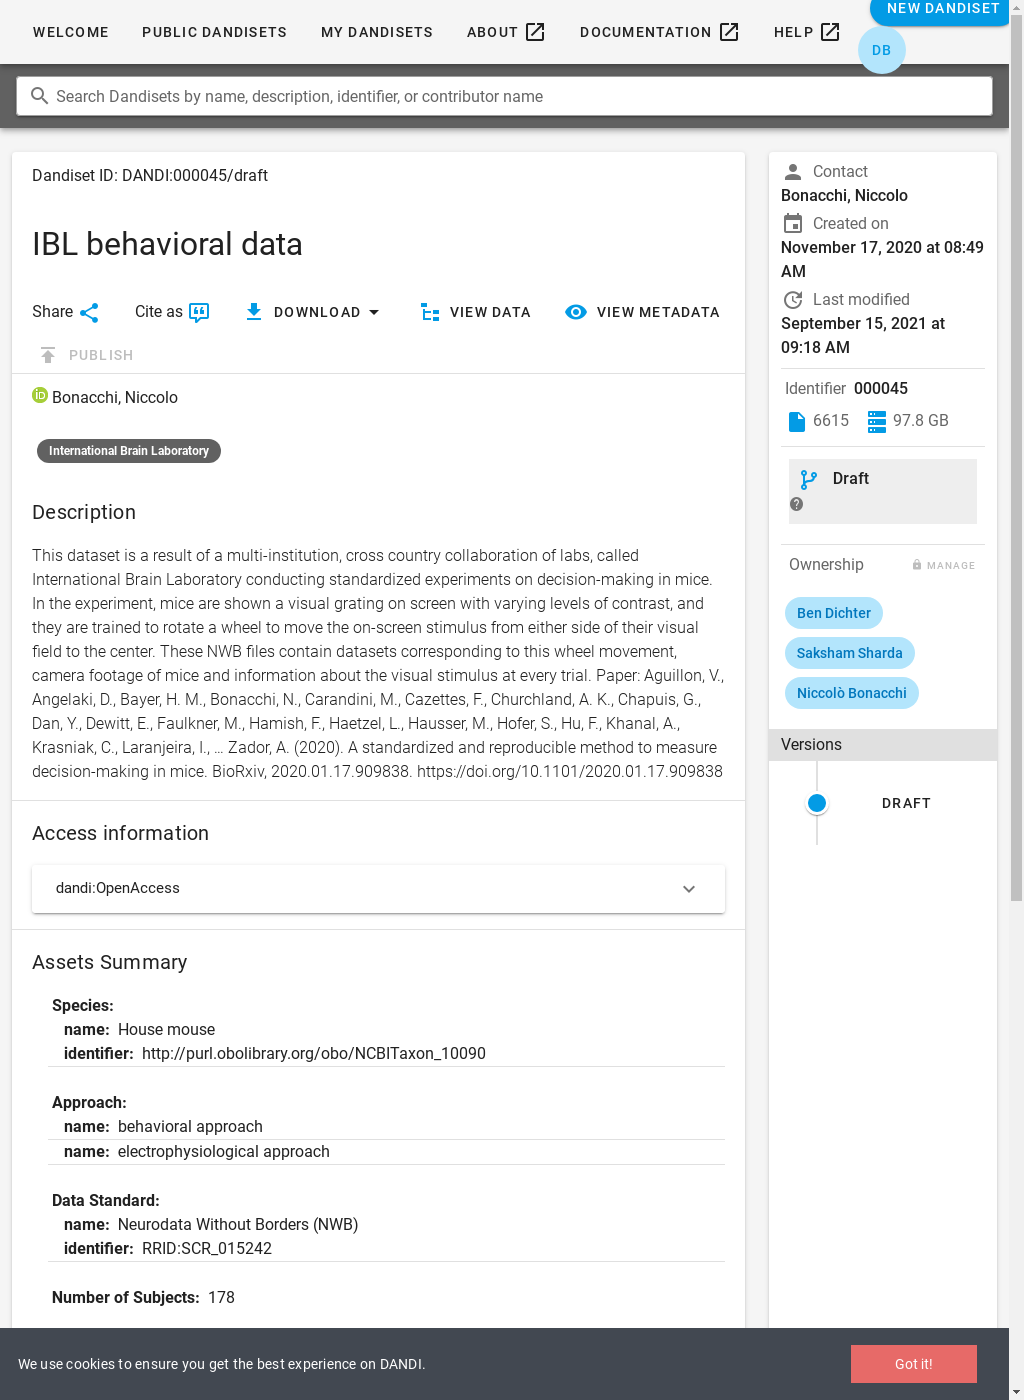 WELCOME
PUBLIC DANDISETS
MY DANDISETS
ABOUT
DOCUMENTATION
HELP
NEW DANDISET
DB
Search Dandisets by name, description, identifier, or contributor name
Dandiset ID: DANDI:000045/draft
IBL behavioral data
Share
Cite as
DOWNLOAD
VIEW DATA
VIEW METADATA
PUBLISH
iD Bonacchi, Niccolo
International Brain Laboratory
Description
This dataset is a result of a multi-institution, cross country collaboration of labs, called
International Brain Laboratory conducting standardized experiments on decision-making in mice.
In the experiment, mice are shown a visual grating on screen with varying levels of contrast, and
they are trained to rotate a wheel to move the on-screen stimulus from either side of their visual
field to the center. These NWB files contain datasets corresponding to this wheel movement,
camera footage of mice and information about the visual stimulus at every trial. Paper: Aguillon, V.,
Angelaki, D., Bayer, H. M., Bonacchi, N., Carandini, M., Cazettes, F., Churchland, A. K., Chapuis, G.,
Dan, Y., Dewitt, E., Faulkner, M., Hamish, F., Haetzel, L., Hausser, M., Hofer, S., Hu, F., Khanal, A.,
Krasniak, C., Laranjeira, I., … Zador, A. (2020). A standardized and reproducible method to measure
decision-making in mice. BioRxiv, 2020.01.17.909838. https://doi.org/10.1101/2020.01.17.909838
Access information
dandi:OpenAccess
Assets Summary
Species:
name: House mouse
identifier: http://purl.obolibrary.org/obo/NCBITaxon_10090
Approach:
name: behavioral approach
name: electrophysiological approach
Data Standard:
name: Neurodata Without Borders (NWB)
identifier: RRID:SCR_015242
Number of Subjects: 178
Contact
Bonacchi, Niccolo
Created on
November 17, 2020 at 08:49
AM
Last modified
September 15, 2021 at
09:18 AM
Identifier 000045
6615
97.8 GB
Draft
?
Ownership
MANAGE
Ben Dichter
Saksham Sharda
Niccolò Bonacchi
Versions
DRAFT
We use cookies to ensure you get the best experience on DANDI.
Got it!